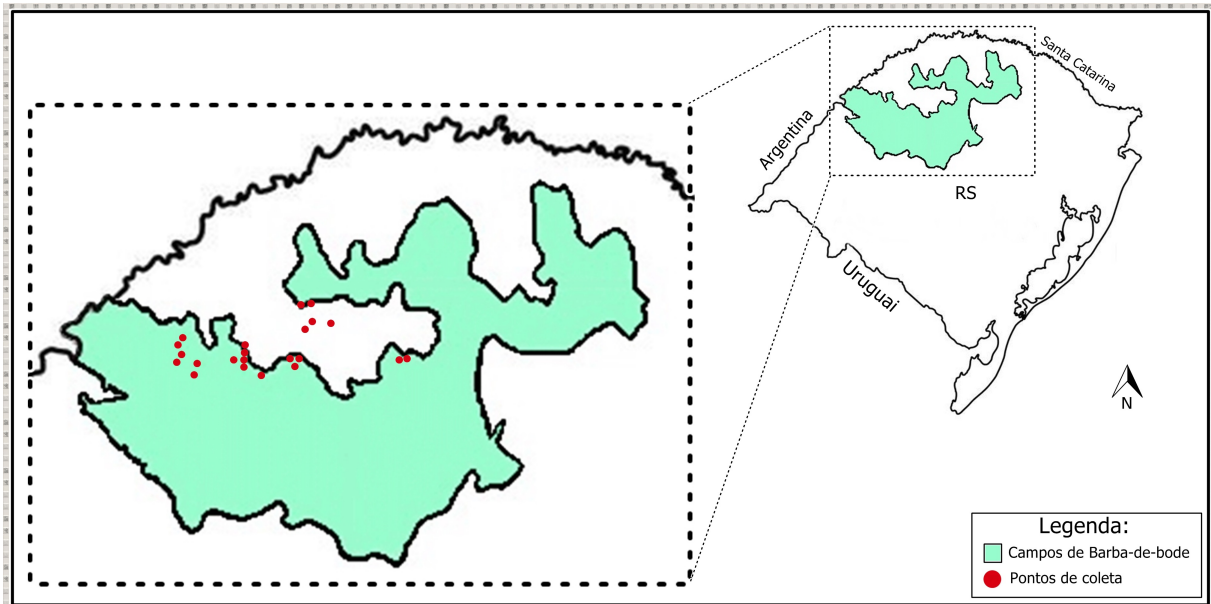 Santa Catarina
Argentina
RS
Uruguai
N
Legenda:
Campos de Barba-de-bode
Pontos de coleta